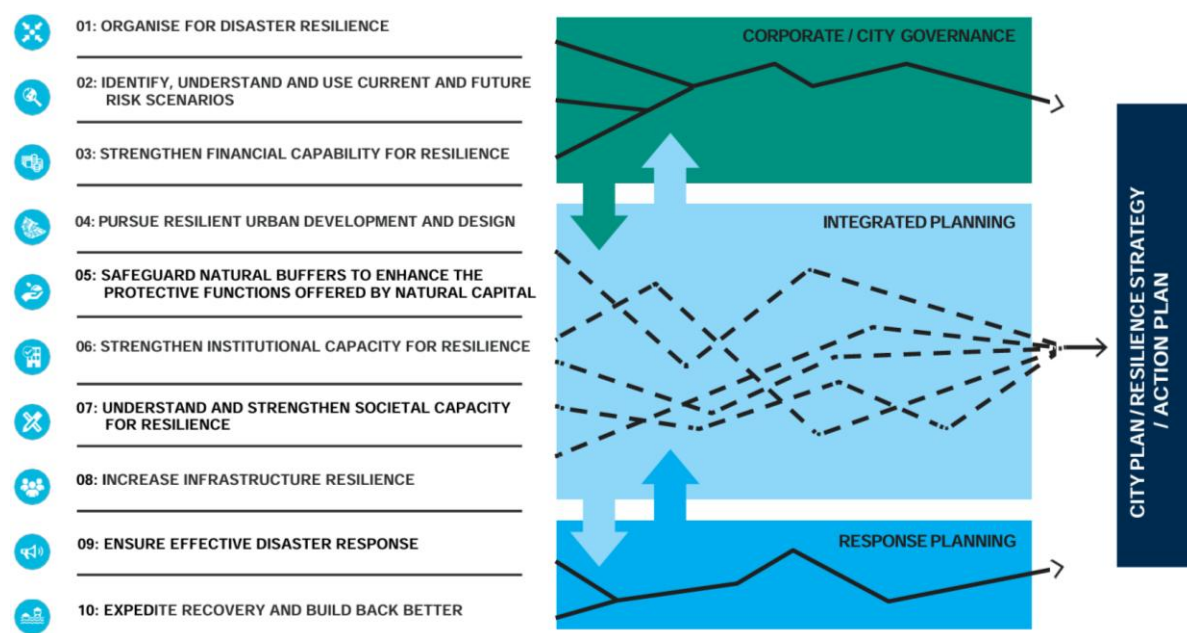 01: ORGANISE FOR DISASTER RESILIENCE
02: IDENTIFY, UNDERSTAND AND USE CURRENT AND FUTURE
RISK SCENARIOS
03: STRENGTHEN FINANCIAL CAPABILITY FOR RESILIENCE
04: PURSUE RESILIENT URBAN DEVELOPMENT AND DESIGN
05: SAFEGUARD NATURAL BUFFERS TO ENHANCE THE
PROTECTIVE FUNCTIONS OFFERED BY NATURAL CAPITAL
06: STRENGTHEN INSTITUTIONAL CAPACITY FOR RESILIENCE
07: UNDERSTAND AND STRENGTHEN SOCIETAL CAPACITY
FOR RESILIENCE
08: INCREASE INFRASTRUCTURE RESILIENCE
09: ENSURE EFFECTIVE DISASTER RESPONSE
10: EXPEDITE RECOVERY AND BUILD BACK BETTER
CORPORATE / CITY GOVERNANCE
INTEGRATED PLANNING
RESPONSE PLANNING
CITY PLAN / RESILIENCE STRATEGY
/ ACTION PLAN